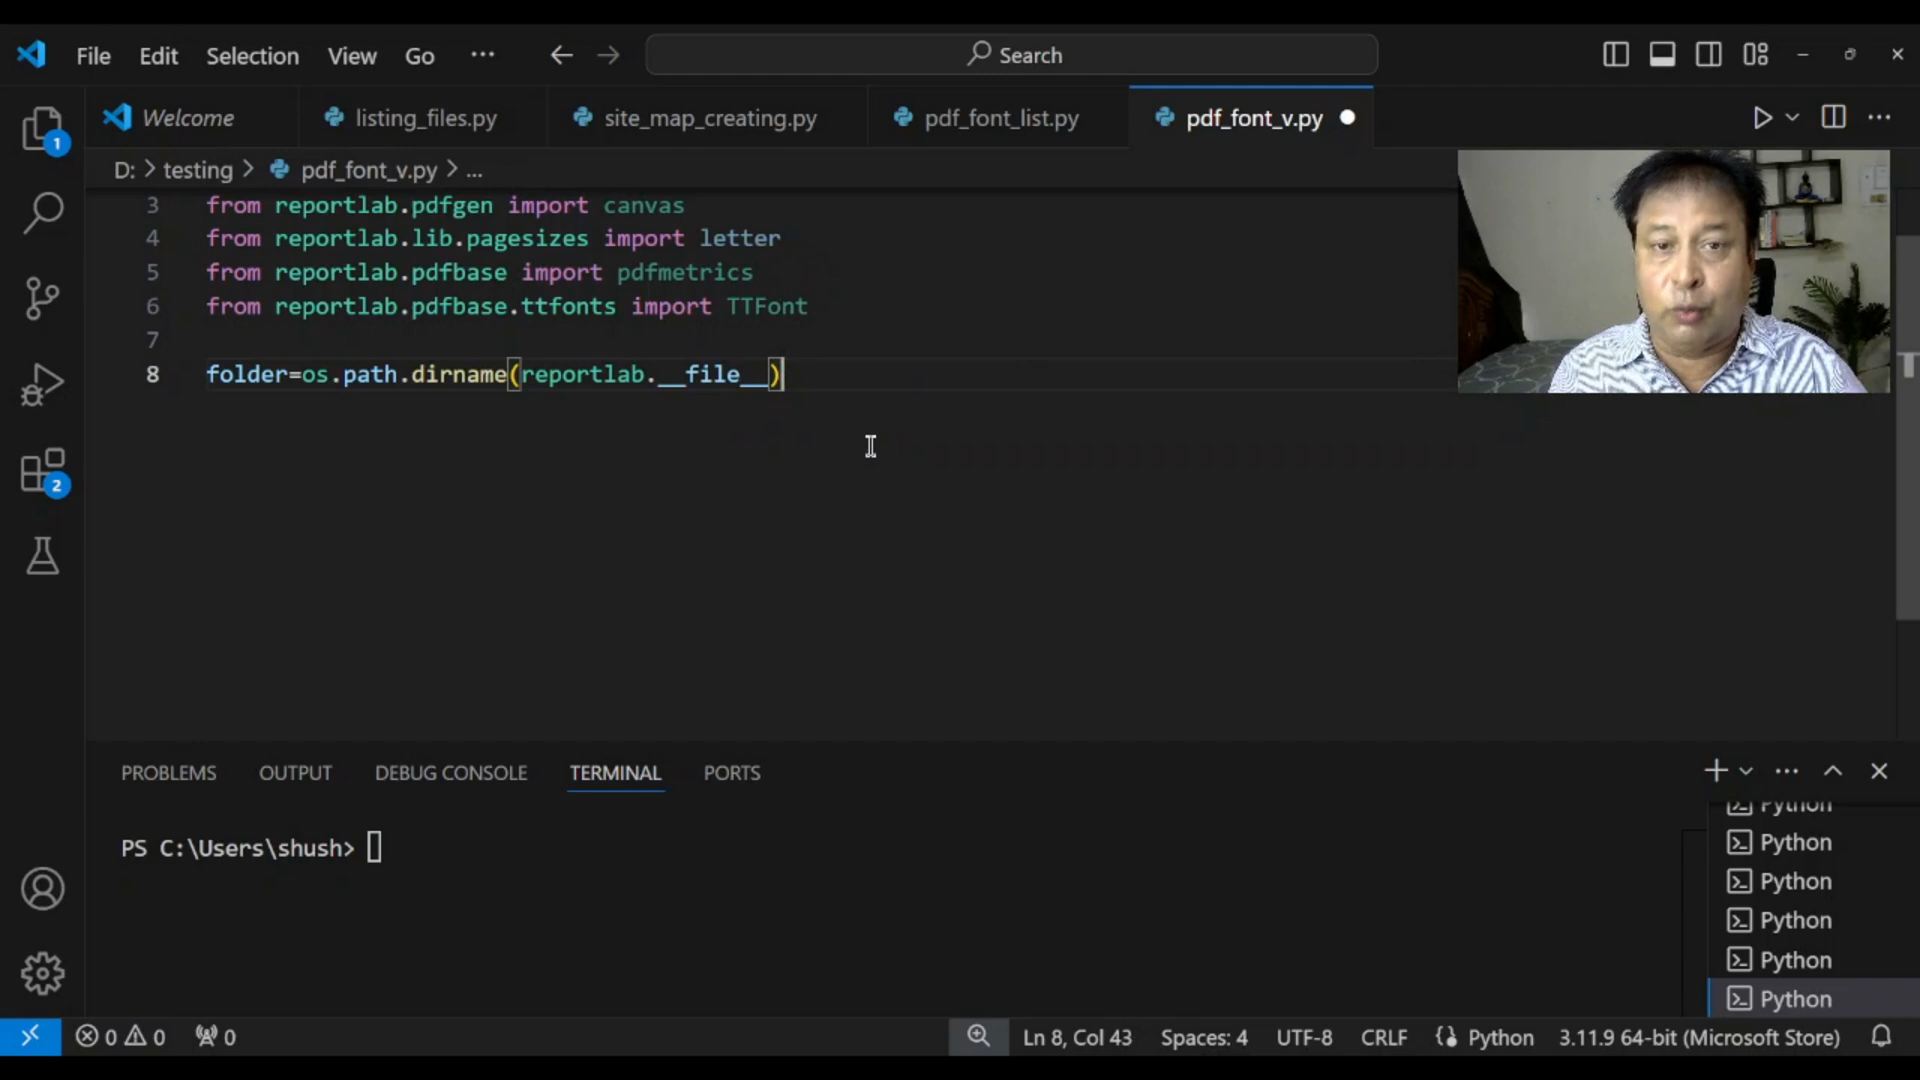 File Edit Selection View Go ··· Search
Welcome listing_files.py site_map_creating.py pdf_font_list.py pdf_font_v.py
D: > testing > pdf_font_v.py > ...
3 from reportlab.pdfgen import canvas
4 from reportlab.lib.pagesizes import letter
5 from reportlab.pdfbase import pdfmetrics
6 from reportlab.pdfbase.ttfonts import TTFont
7
8 folder=os.path.dirname(reportlab.__file__)
1
2
PROBLEMS OUTPUT DEBUG CONSOLE TERMINAL PORTS
PS C:\Users\shush>
Python
Python
Python
Python
Python
Python
0 0 0 Ln 8, Col 43 Spaces: 4 UTF-8 CRLF Python 3.11.9 64-bit (Microsoft Store)